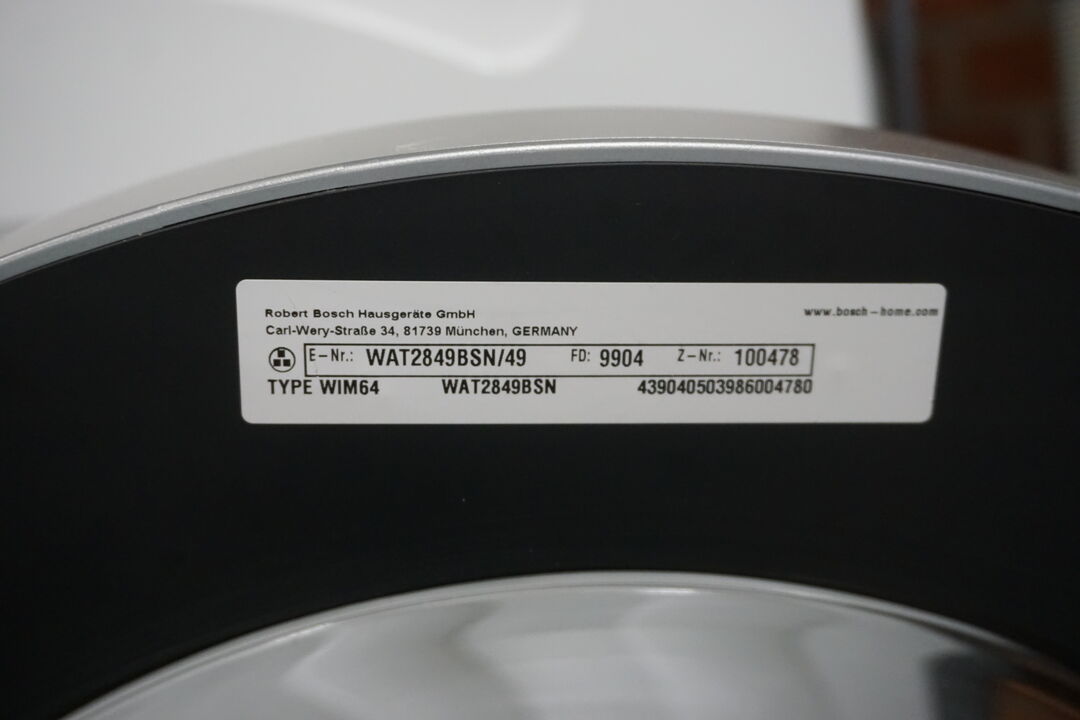 Robert Bosch Hausgeräte GmbH
www.bosch-home.com
Carl-Wery-Straße 34, 81739 München, GERMANY
E-Nr.: WAT2849BSN/49 FD: 9904 Z-Nr.: 100478
TYPE WIM64 WAT2849BSN 439040503986004780